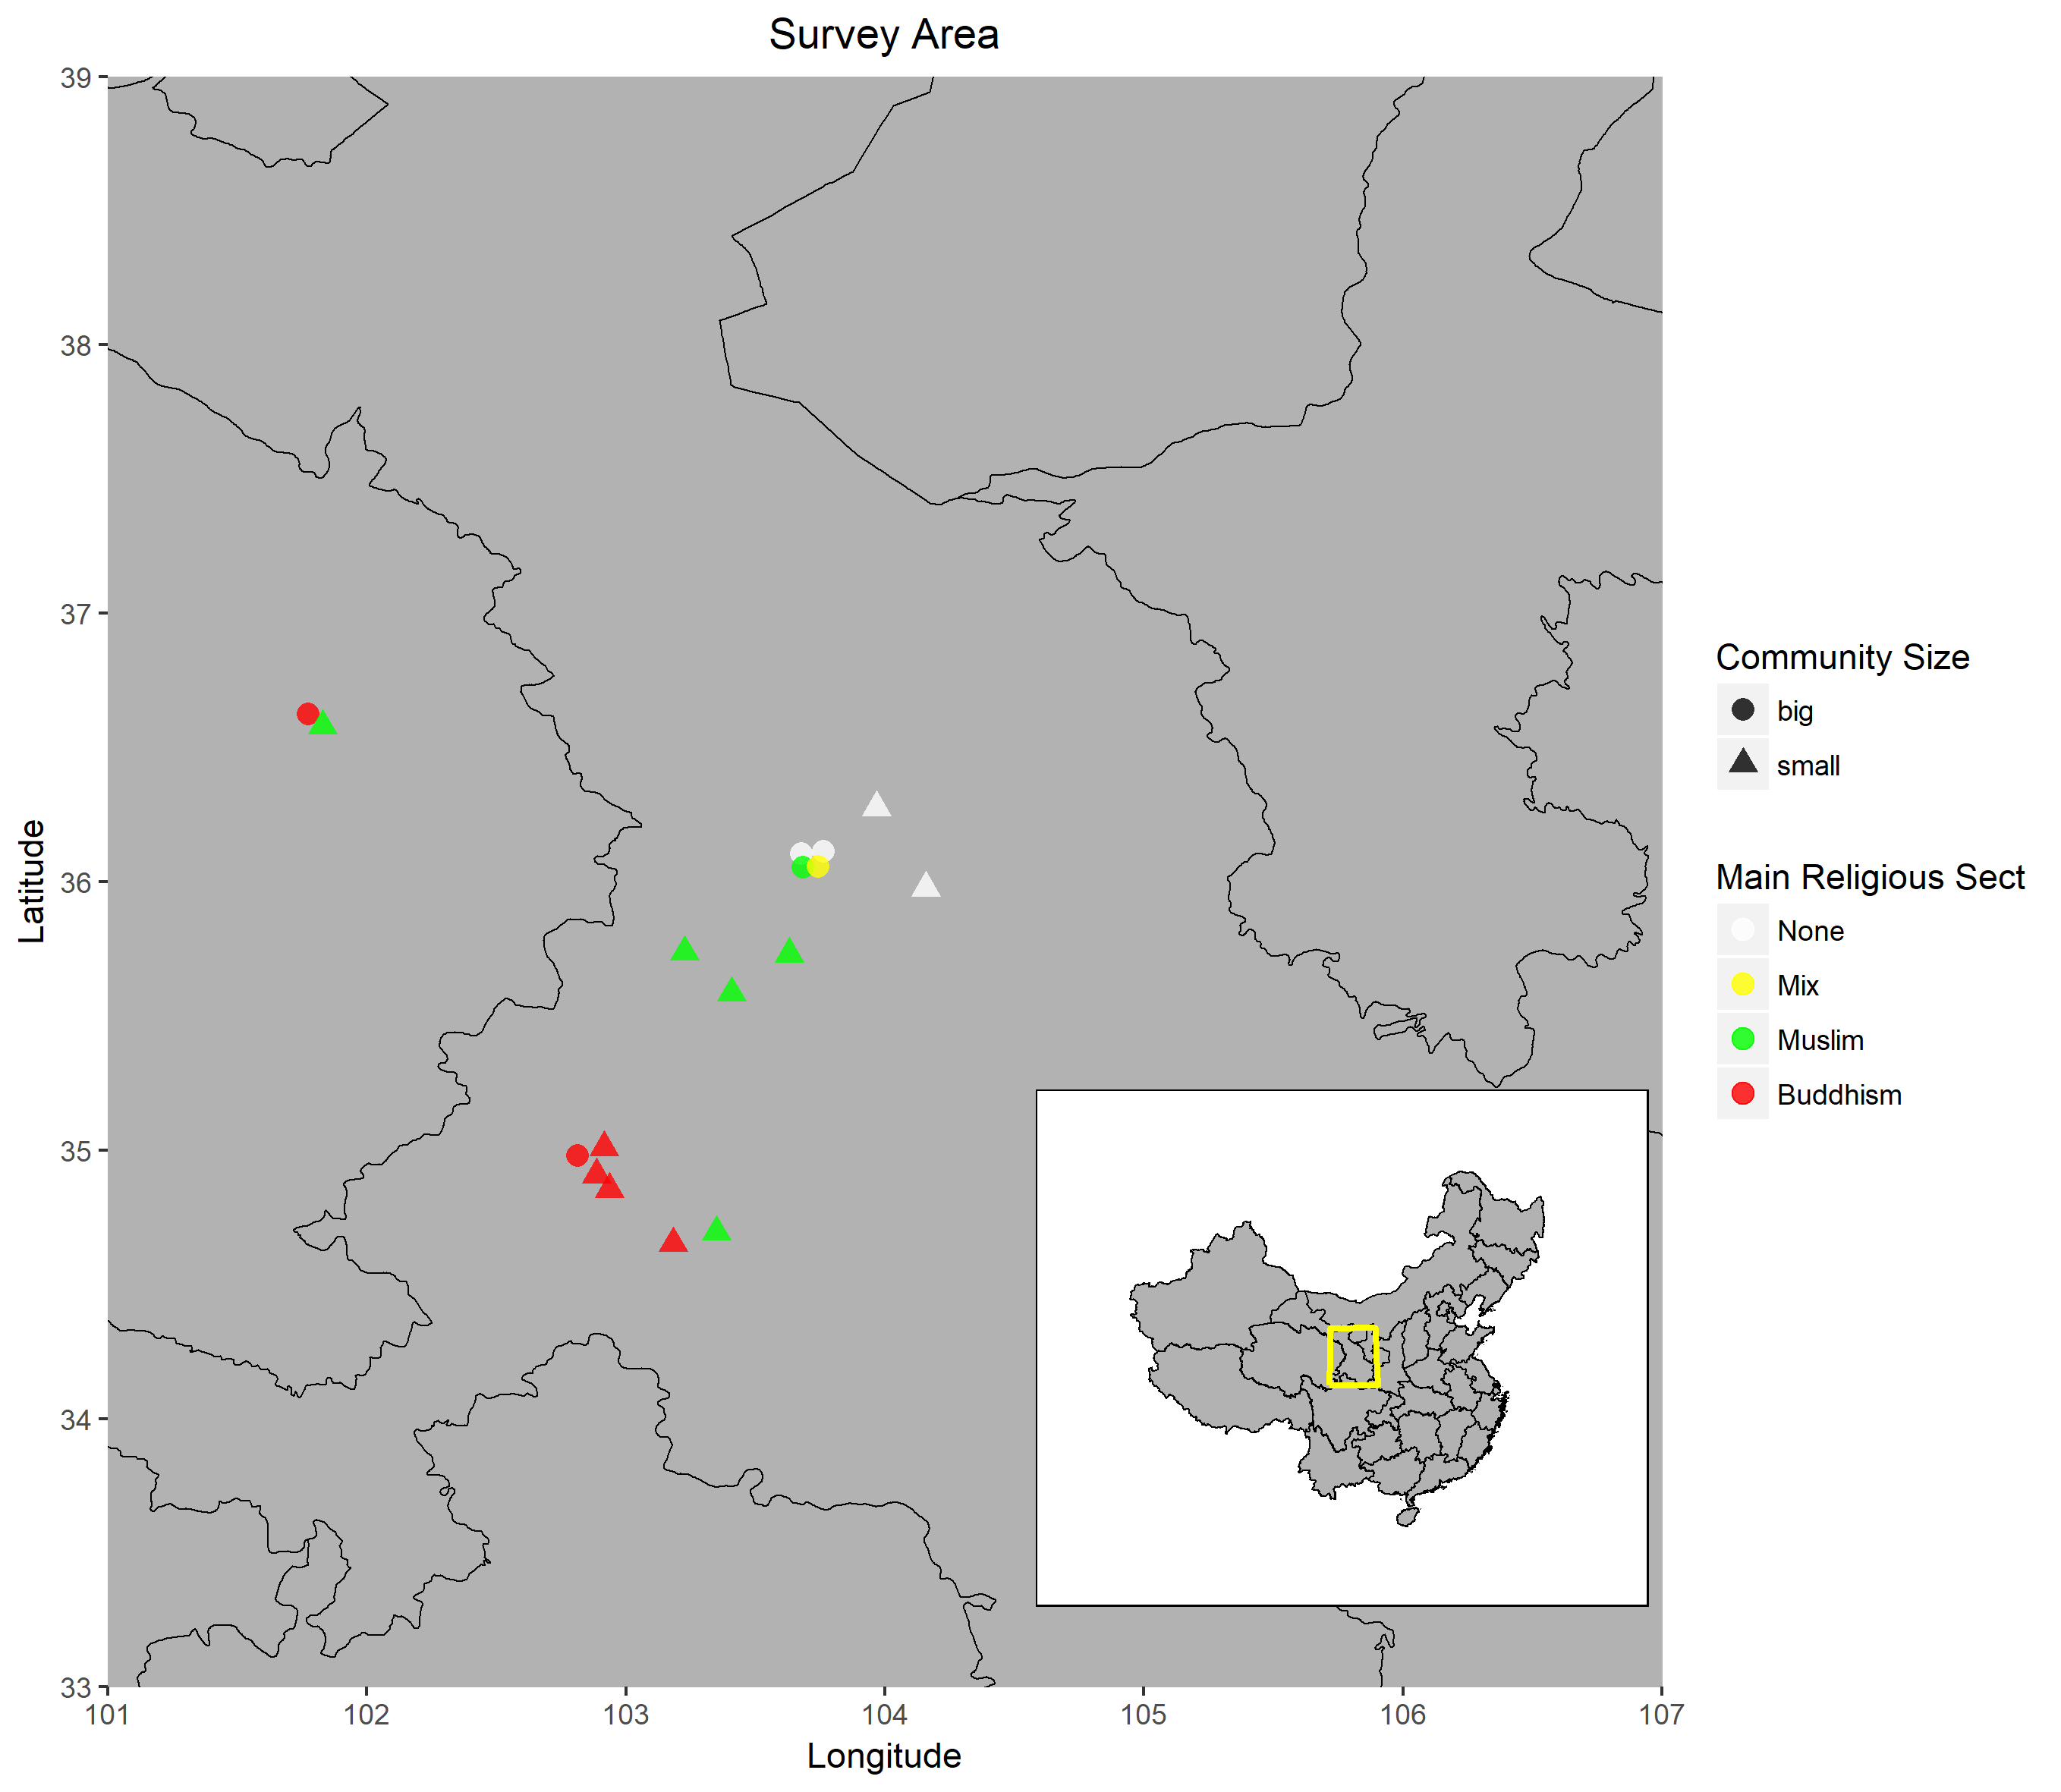 Survey Area
39
38
37
36
35
34
33
Latitude
101 102 103 104 105 106 107
Longitude
Community Size
big
small
Main Religious Sect
None
Mix
Muslim
Buddhism